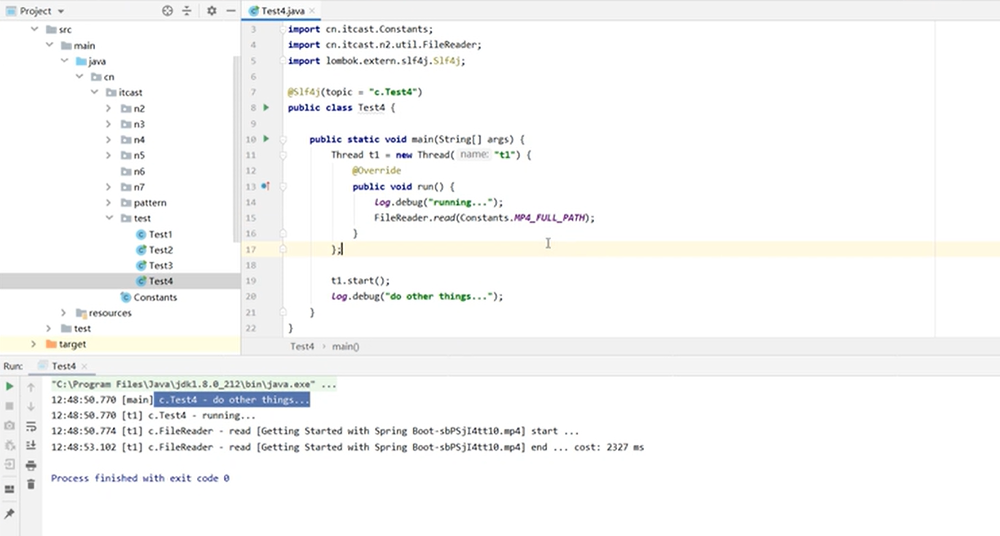 Project
src
main
java
cn
itcast
n2
n3
n4
n5
n6
n7
pattern
test
Test1
Test2
Test3
Test4
Constants
resources
test
target
Test4.java
3 import cn.itcast.Constants;
4 import cn.itcast.n2.util.FileReader;
5 import lombok.extern.slf4j.Slf4j;
6
7 @Slf4j(topic = "c.Test4")
8 public class Test4 {
9
10 public static void main(String[] args) {
11 Thread t1 = new Thread( name: "t1") {
12 @Override
13 public void run() {
14 log.debug("running...");
15 FileReader.read(Constants.MP4_FULL_PATH);
16 }
17 };
18
19 t1.start();
20 log.debug("do other things...");
21 }
22 }
Test4 › main()
Run: Test4
"C:\Program Files\Java\jdk1.8.0_212\bin\java.exe" ...
12:48:50.770 [main] c.Test4 - do other things...
12:48:50.770 [t1] c.Test4 - running...
12:48:50.774 [t1] c.FileReader - read [Getting Started with Spring Boot-sbPSjI4tt10.mp4] start ...
12:48:53.102 [t1] c.FileReader - read [Getting Started with Spring Boot-sbPSjI4tt10.mp4] end ... cost: 2327 ms
Process finished with exit code 0